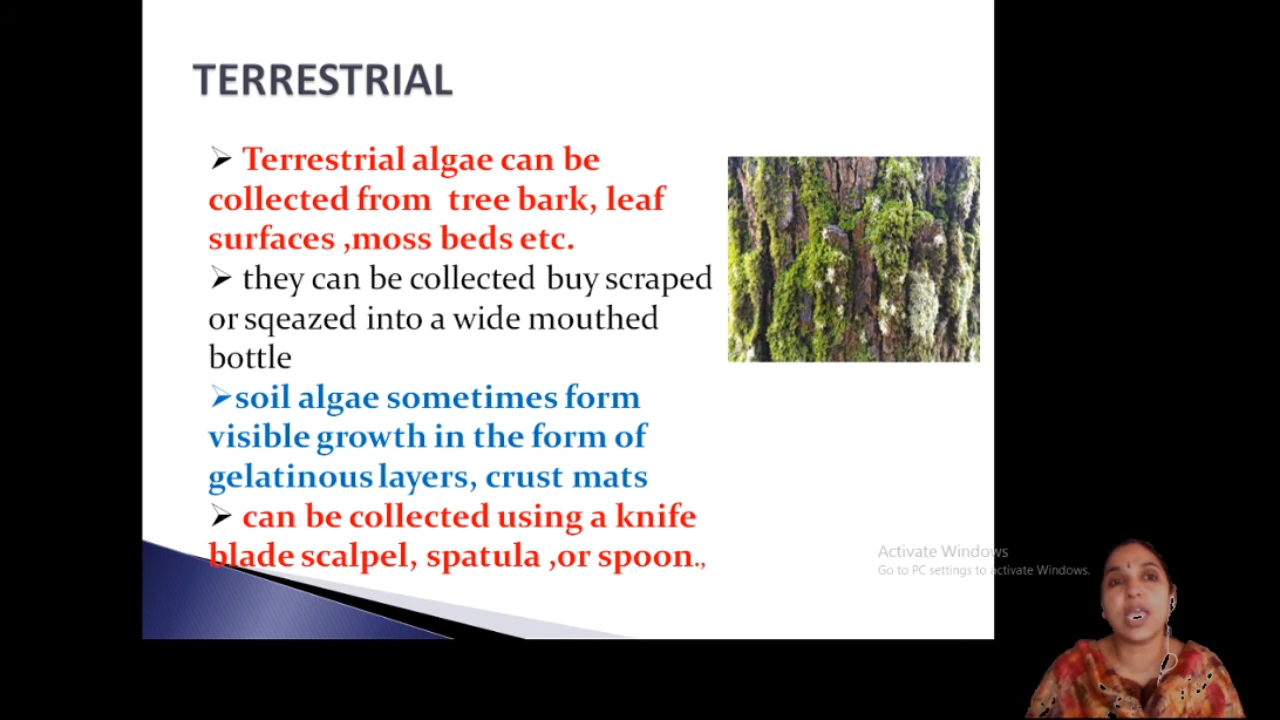 TERRESTRIAL
➢ Terrestrial algae can be
collected from tree bark, leaf
surfaces ,moss beds etc.
➢ they can be collected buy scraped
or sqeazed into a wide mouthed
bottle
➢soil algae sometimes form
visible growth in the form of
gelatinous layers, crust mats
➢ can be collected using a knife
blade scalpel, spatula ,or spoon.,
Activate Windows
Go to PC settings to activate Windows.